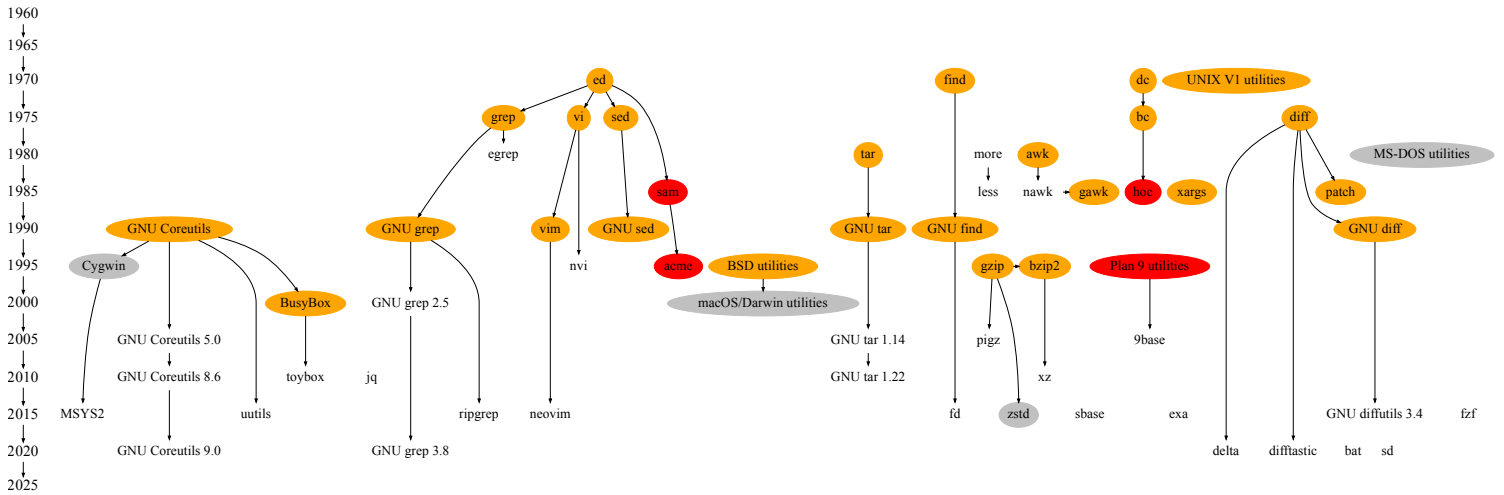 1960
1965
1970
ed
find
dc
UNIX V1 utilities
1975
grep
vi
sed
bc
diff
1980
egrep
tar
more
awk
MS-DOS utilities
1985
sam
less
nawk
gawk
hoc
xargs
patch
1990
GNU Coreutils
GNU grep
vim
GNU sed
GNU tar
GNU find
GNU diff
1995
Cygwin
nvi
acme
BSD utilities
gzip
bzip2
Plan 9 utilities
2000
BusyBox
GNU grep 2.5
macOS/Darwin utilities
2005
GNU Coreutils 5.0
GNU tar 1.14
pigz
9base
2010
GNU Coreutils 8.6
toybox
jq
GNU tar 1.22
xz
2015
MSYS2
uutils
ripgrep
neovim
fd
zstd
sbase
exa
GNU diffutils 3.4
fzf
2020
GNU Coreutils 9.0
GNU grep 3.8
delta
difftastic
bat
sd
2025